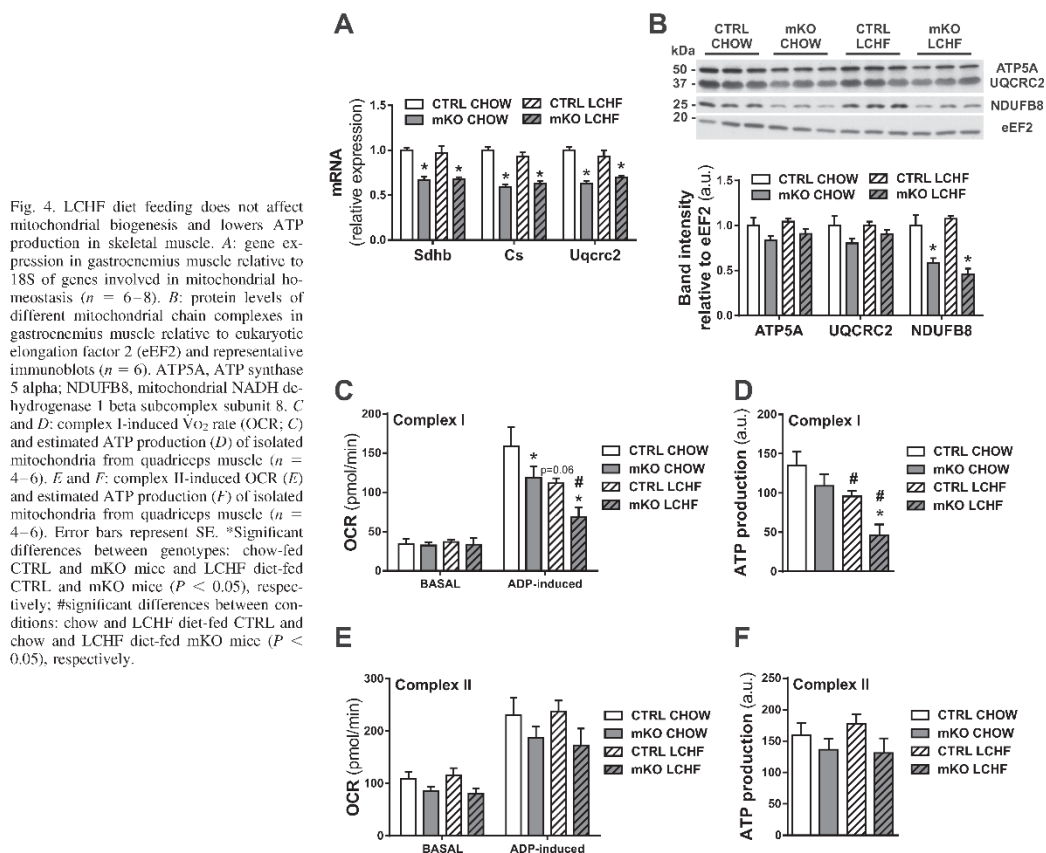 Fig. 4. LCHF diet feeding does not affect
mitochondrial biogenesis and lowers ATP
production in skeletal muscle. A: gene ex-
pression in gastrocnemius muscle relative to
18S of genes involved in mitochondrial ho-
meostasis (n = 6–8). B: protein levels of
different mitochondrial chain complexes in
gastrocnemius muscle relative to eukaryotic
elongation factor 2 (eEF2) and representative
immunoblots (n = 6). ATP5A, ATP synthase
5 alpha; NDUFB8, mitochondrial NADH de-
hydrogenase 1 beta subcomplex subunit 8. C
and D: complex I-induced V̇o₂ rate (OCR; C)
and estimated ATP production (D) of isolated
mitochondria from quadriceps muscle (n =
4–6). E and F: complex II-induced OCR (E)
and estimated ATP production (F) of isolated
mitochondria from quadriceps muscle (n =
4–6). Error bars represent SE. *Significant
differences between genotypes: chow-fed
CTRL and mKO mice and LCHF diet-fed
CTRL and mKO mice (P < 0.05), respec-
tively; #significant differences between con-
ditions: chow and LCHF diet-fed CTRL and
chow and LCHF diet-fed mKO mice (P <
0.05), respectively.
A
CTRL CHOW CTRL LCHF
mKO CHOW mKO LCHF
mRNA
(relative expression)
1.5
1.0
0.5
0.0
* * * * * *
Sdhb Cs Uqcrc2
B
CTRL CHOW
mKO CHOW
CTRL LCHF
mKO LCHF
kDa
50 -
37 -
25 -
20 -
ATP5A
UQCRC2
NDUFB8
eEF2
CTRL CHOW CTRL LCHF
mKO CHOW mKO LCHF
Band intensity
relative to eEF2 (a.u.)
1.5
1.0
0.5
0.0
* *
ATP5A UQCRC2 NDUFB8
C
Complex I
OCR (pmol/min)
200
150
100
50
0
* p=0.06 # *
BASAL ADP-induced
CTRL CHOW
mKO CHOW
CTRL LCHF
mKO LCHF
D
Complex I
ATP production (a.u.)
200
150
100
50
0
# # *
CTRL CHOW
mKO CHOW
CTRL LCHF
mKO LCHF
E
Complex II
OCR (pmol/min)
300
200
100
0
BASAL ADP-induced
CTRL CHOW
mKO CHOW
CTRL LCHF
mKO LCHF
F
Complex II
ATP production (a.u.)
250
200
150
100
50
0
CTRL CHOW
mKO CHOW
CTRL LCHF
mKO LCHF